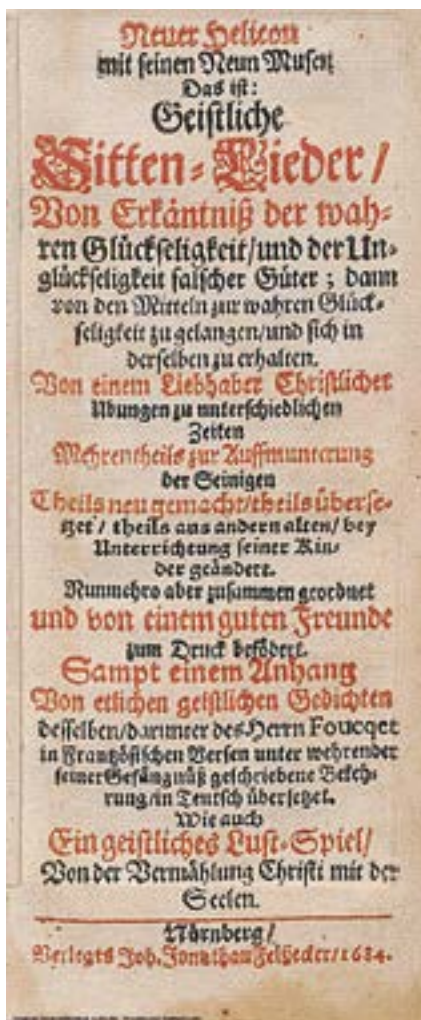 Neuer Helicon
mit seinen Neun Musen
Das ist:
Geistliche
Sitten-Lieder/
Von Erkäntniß der wah-
ren Glückseligkeit/und der Un-
glückseligkeit falscher Güter; dann
von den Mitteln zur wahren Glück-
seligkeit zu gelangen/und sich in
derselben zu erhalten.
Von einem Liebhaber Christlicher
Ubungen zu unterschiedlichen
Zeiten
Mehrentheils zur Auffmunterung
der Seinigen
Theils neu gemacht/theils überse-
tzet/ theils aus andern alten/ bey
Unterrichtung seiner Kin-
der geändert.
Nunmehro aber zusammen geordnet
und von einem guten Freunde
zum Druck befödert.
Sampt einem Anhang
Von etlichen geistlichen Gedichten
desselben/darunter des Herrn Foucqet
in Frantzösischen Versen unter wehrender
seiner Gefängnüß geschriebene Bekeh-
rung/in Teutsch übersetzet.
Wie auch
Ein geistliches Lust-Spiel/
Von der Vermählung Christi mit der
Seelen.
Nürnberg/
Verlegts Joh. Jonathan Felßecker/1684.